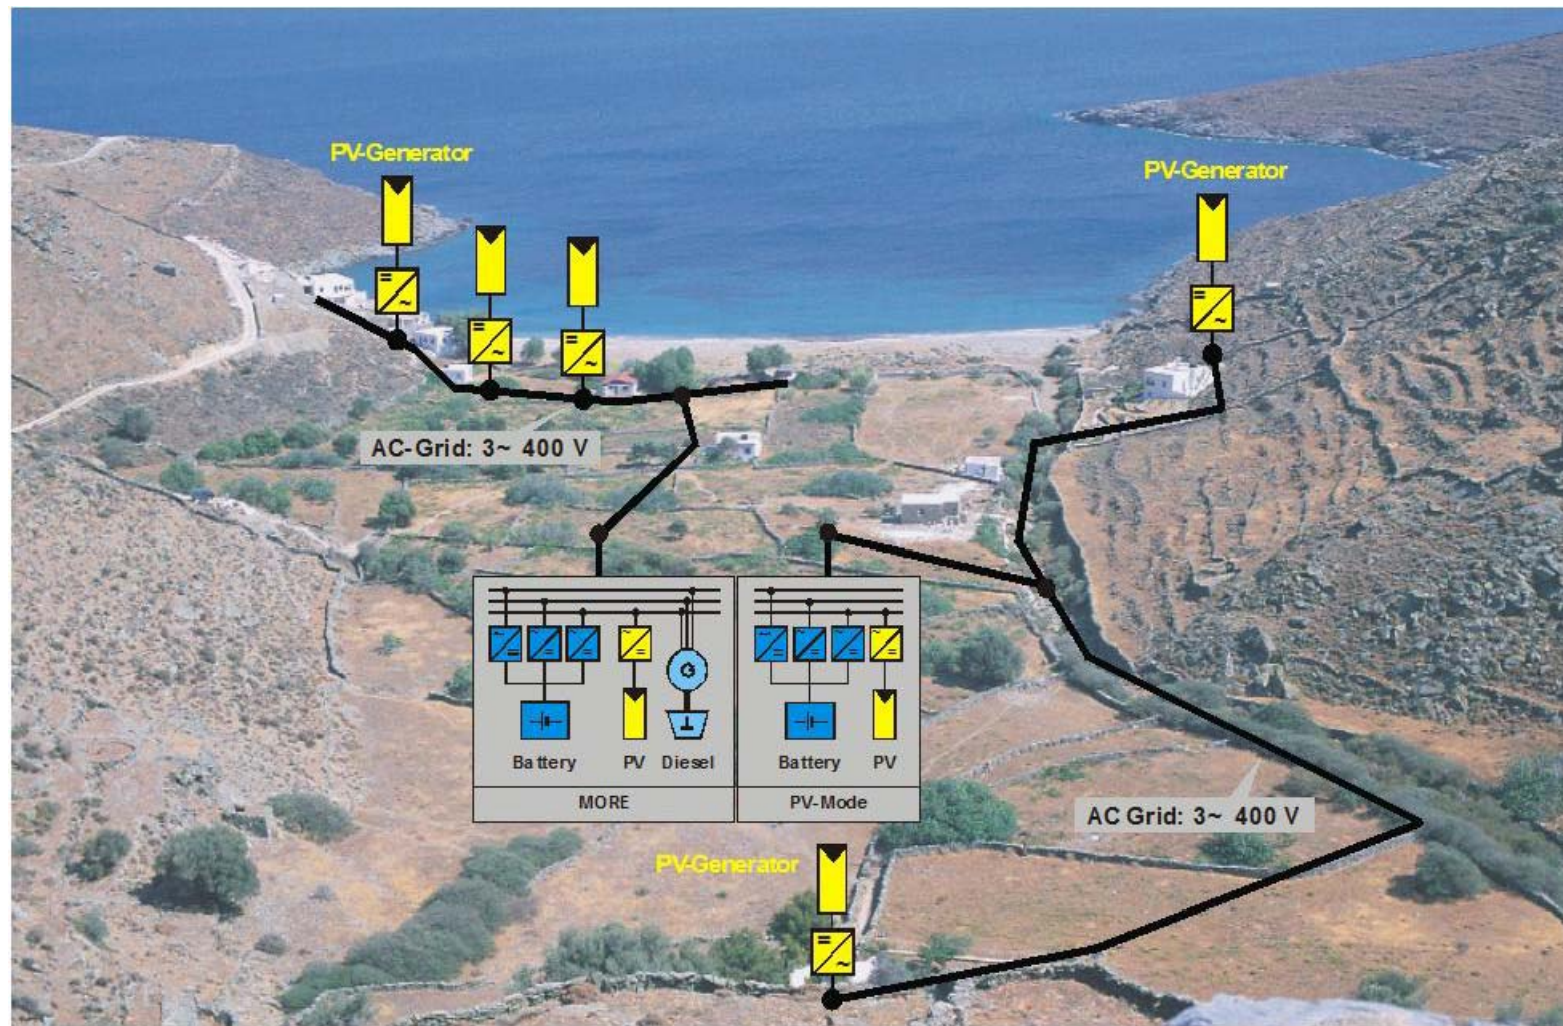 PV-Generator
PV-Generator
AC-Grid: 3~ 400 V
G
Battery PV Diesel
MORE
Battery PV
PV-Mode
AC Grid: 3~ 400 V
PV-Generator